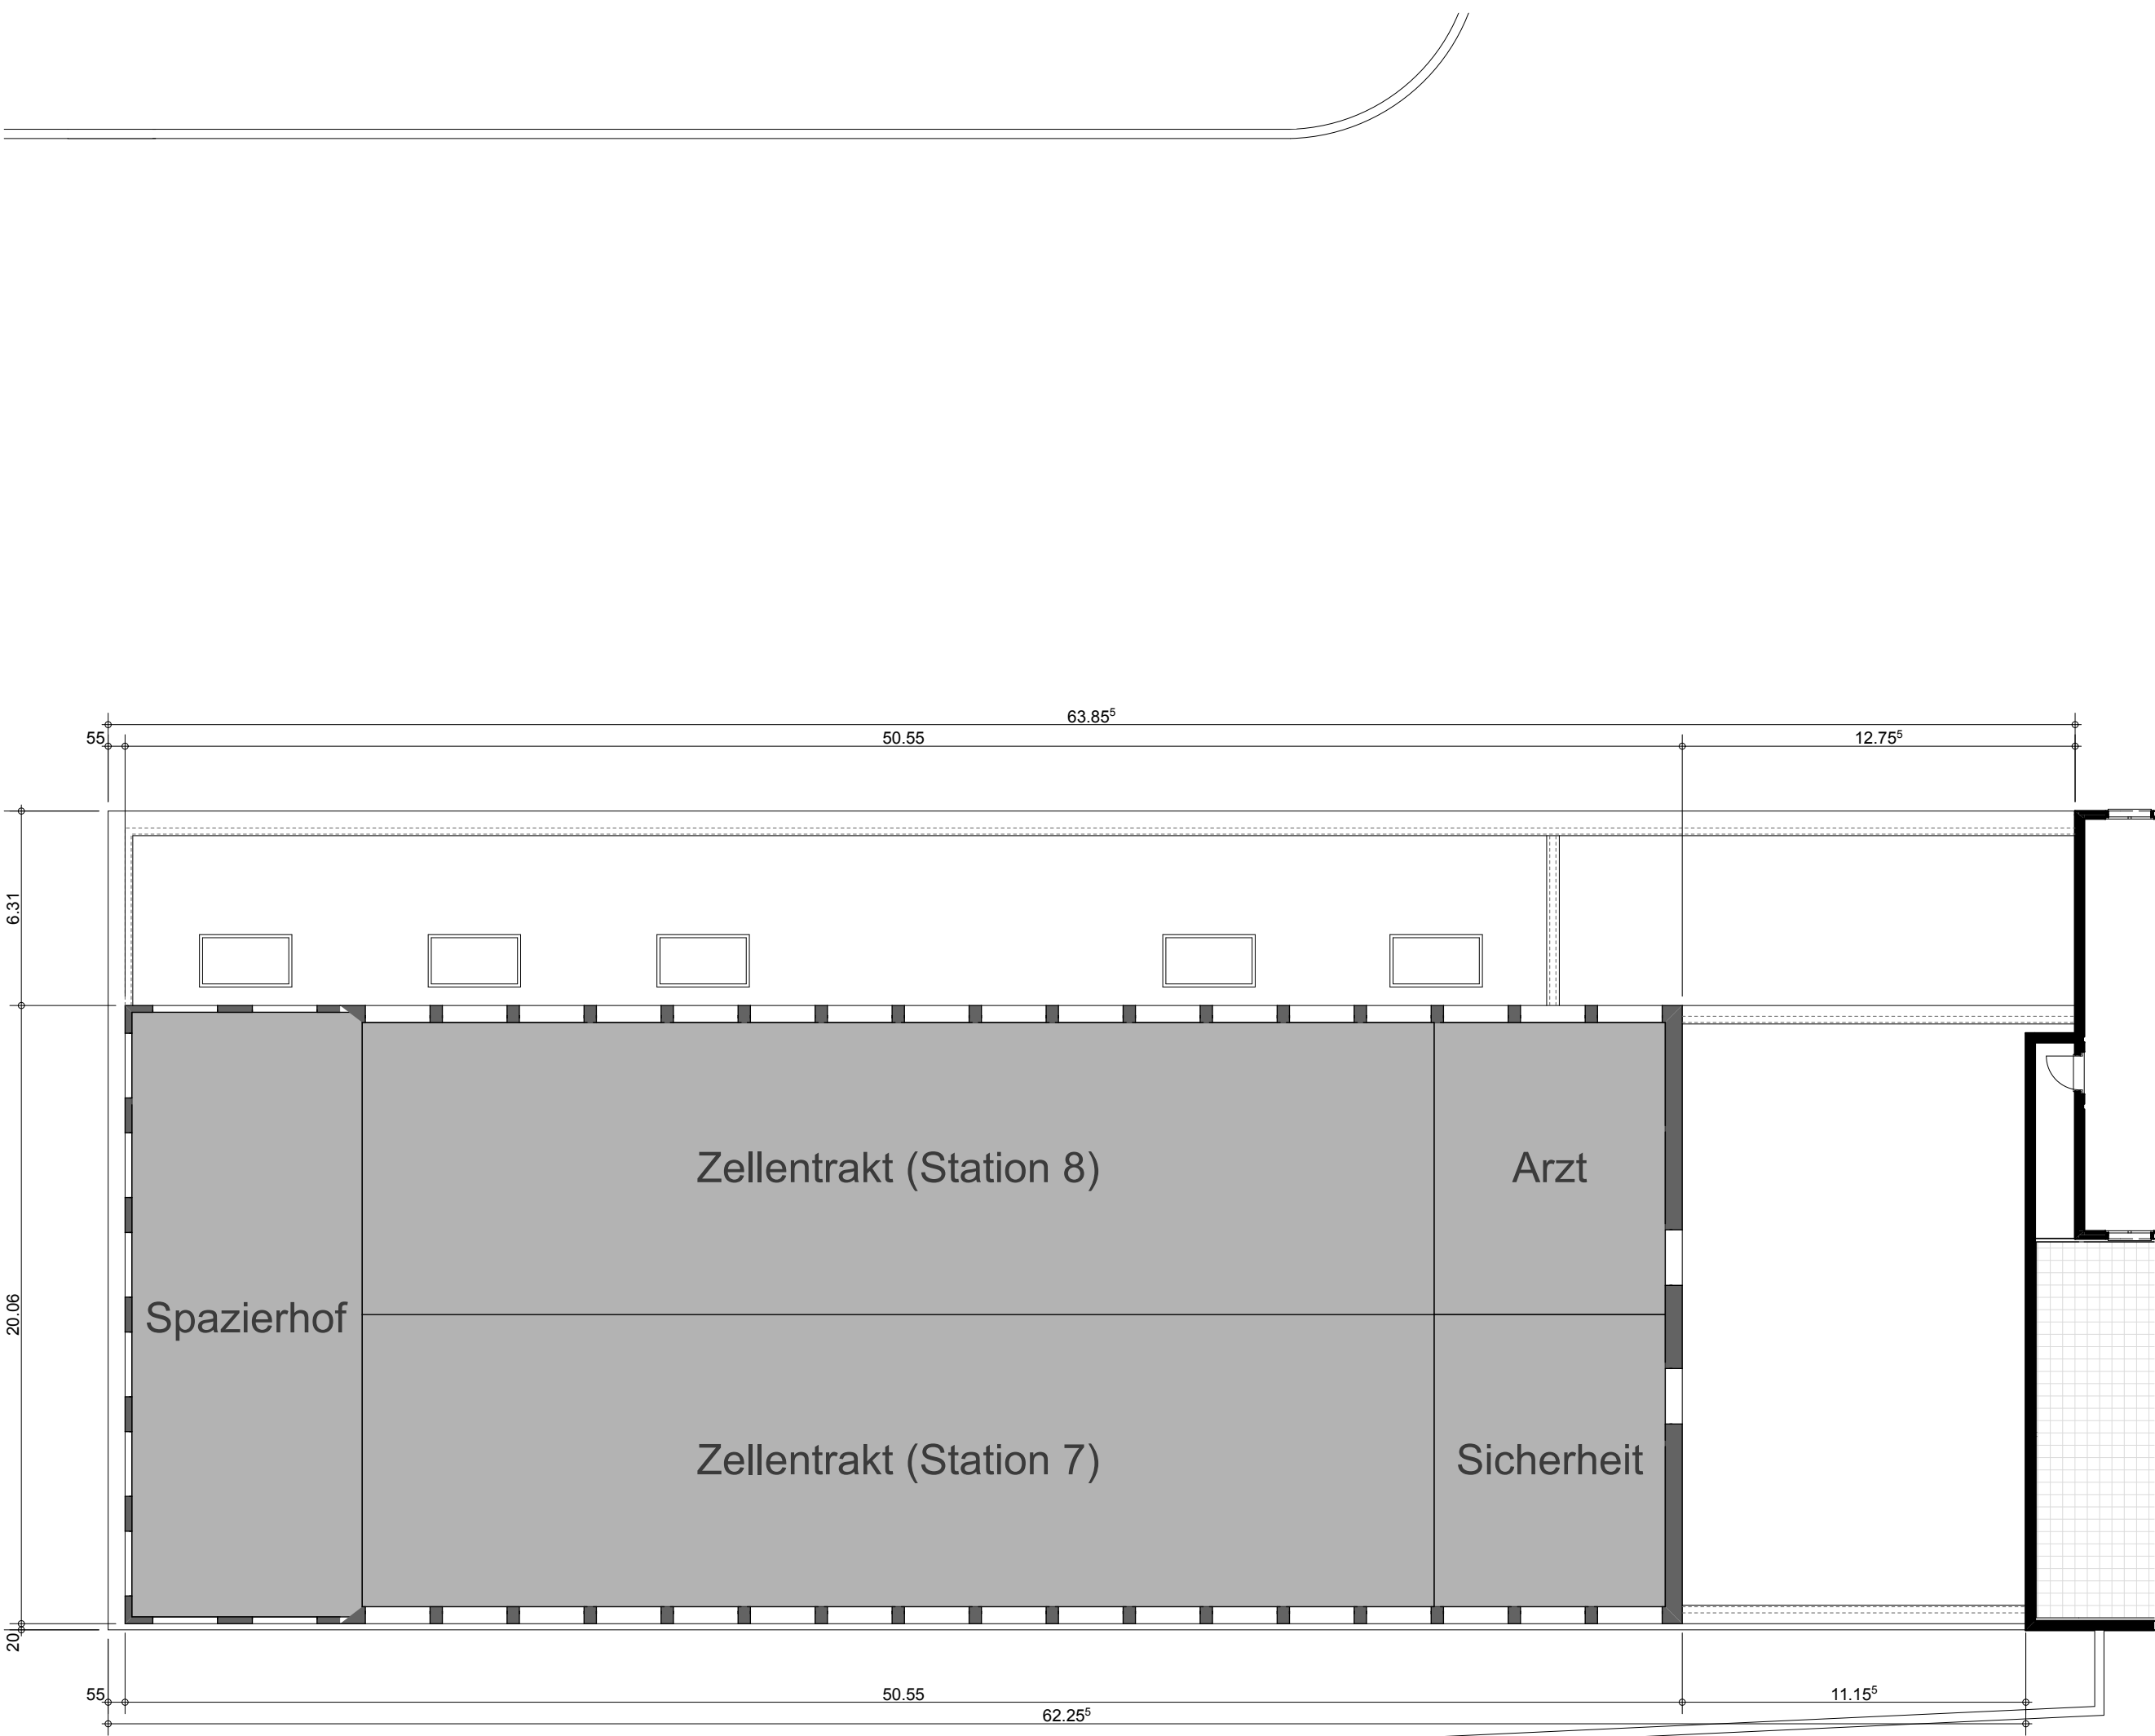 63.85⁵
55
50.55
12.75⁵
6.31
Zellentrakt (Station 8)
Arzt
Spazierhof
20.06
Zellentrakt (Station 7)
Sicherheit
20
55
50.55
11.15⁵
62.25⁵